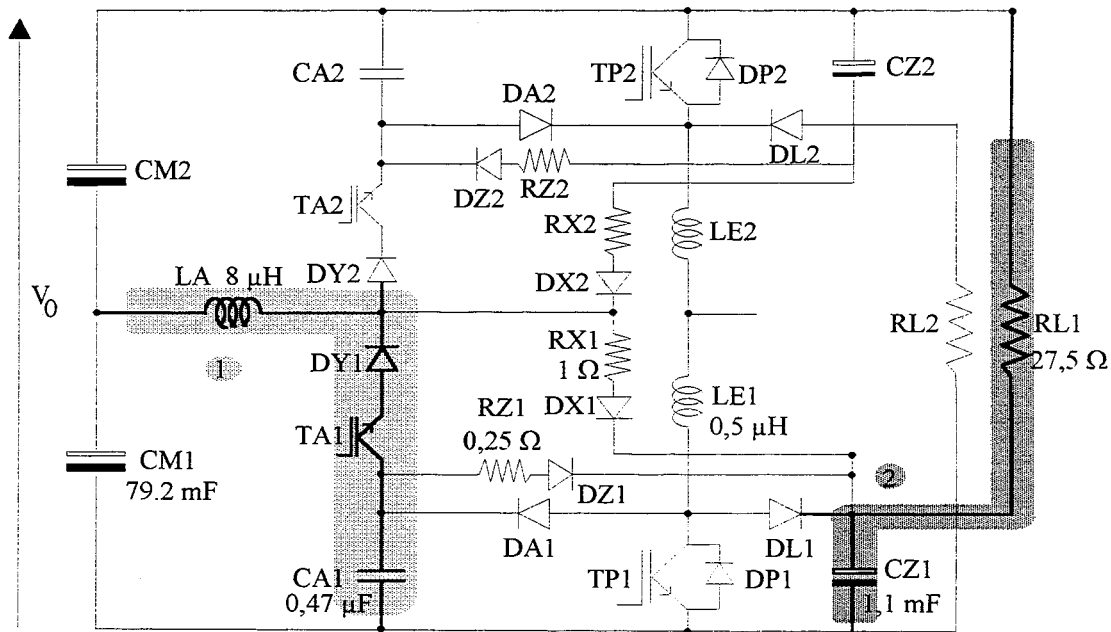 CA2
TP2
DP2
CZ2
DA2
CM2
DL2
DZ2
RZ2
TA2
RX2
LE2
DY2
LA 8 µH
DX2
V0
RL2
RL1
27,5 Ω
1
DY1
RX1
1 Ω
LE1
0,5 µH
DX1
RZ1
0,25 Ω
TA1
CM1
79.2 mF
DZ1
2
DA1
DL1
CA1
0,47 µF
TP1
DP1
CZ1
1,1 mF